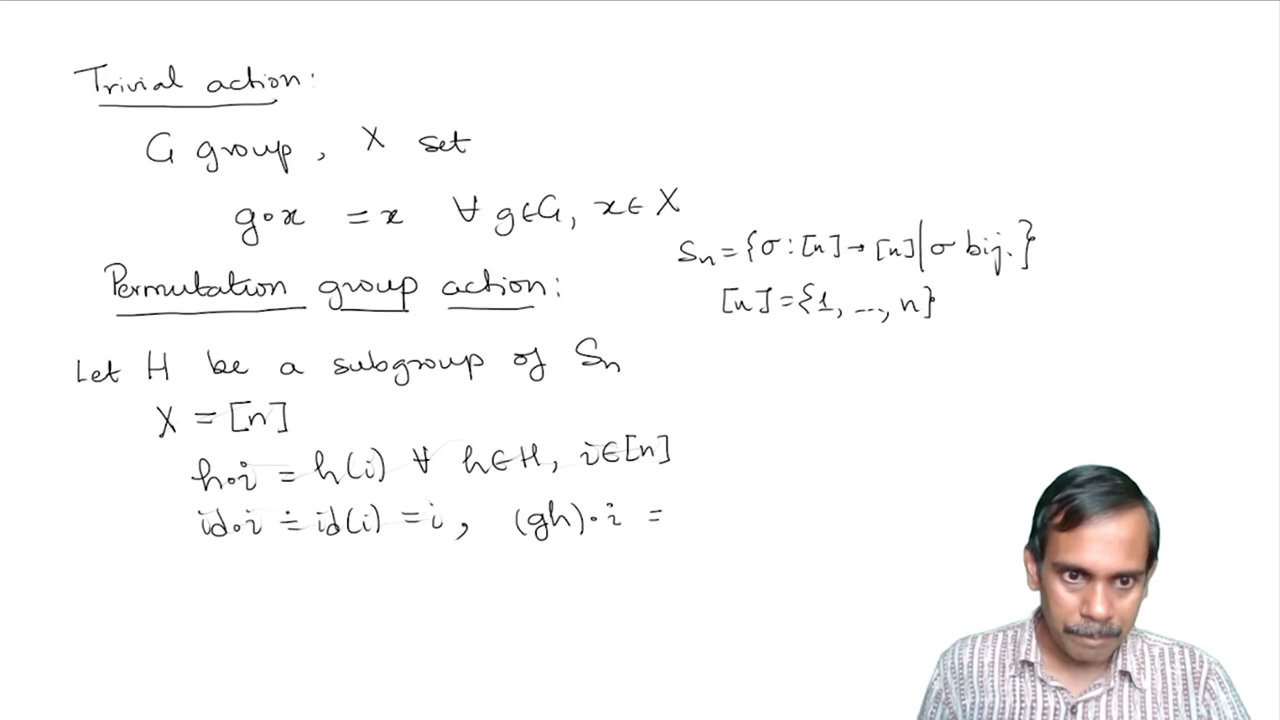 Trivial action:
G group, X set
g∘x = x ∀ g∈G, x∈X
Sₙ = {σ : [n] → [n] | σ bij.}
[n] = {1, ..., n}
Permutation group action:
Let H be a subgroup of Sₙ
X = [n]
h∘i = h(i) ∀ h∈H, i∈[n]
id∘i ≐ id(i) = i, (gh)∘i =